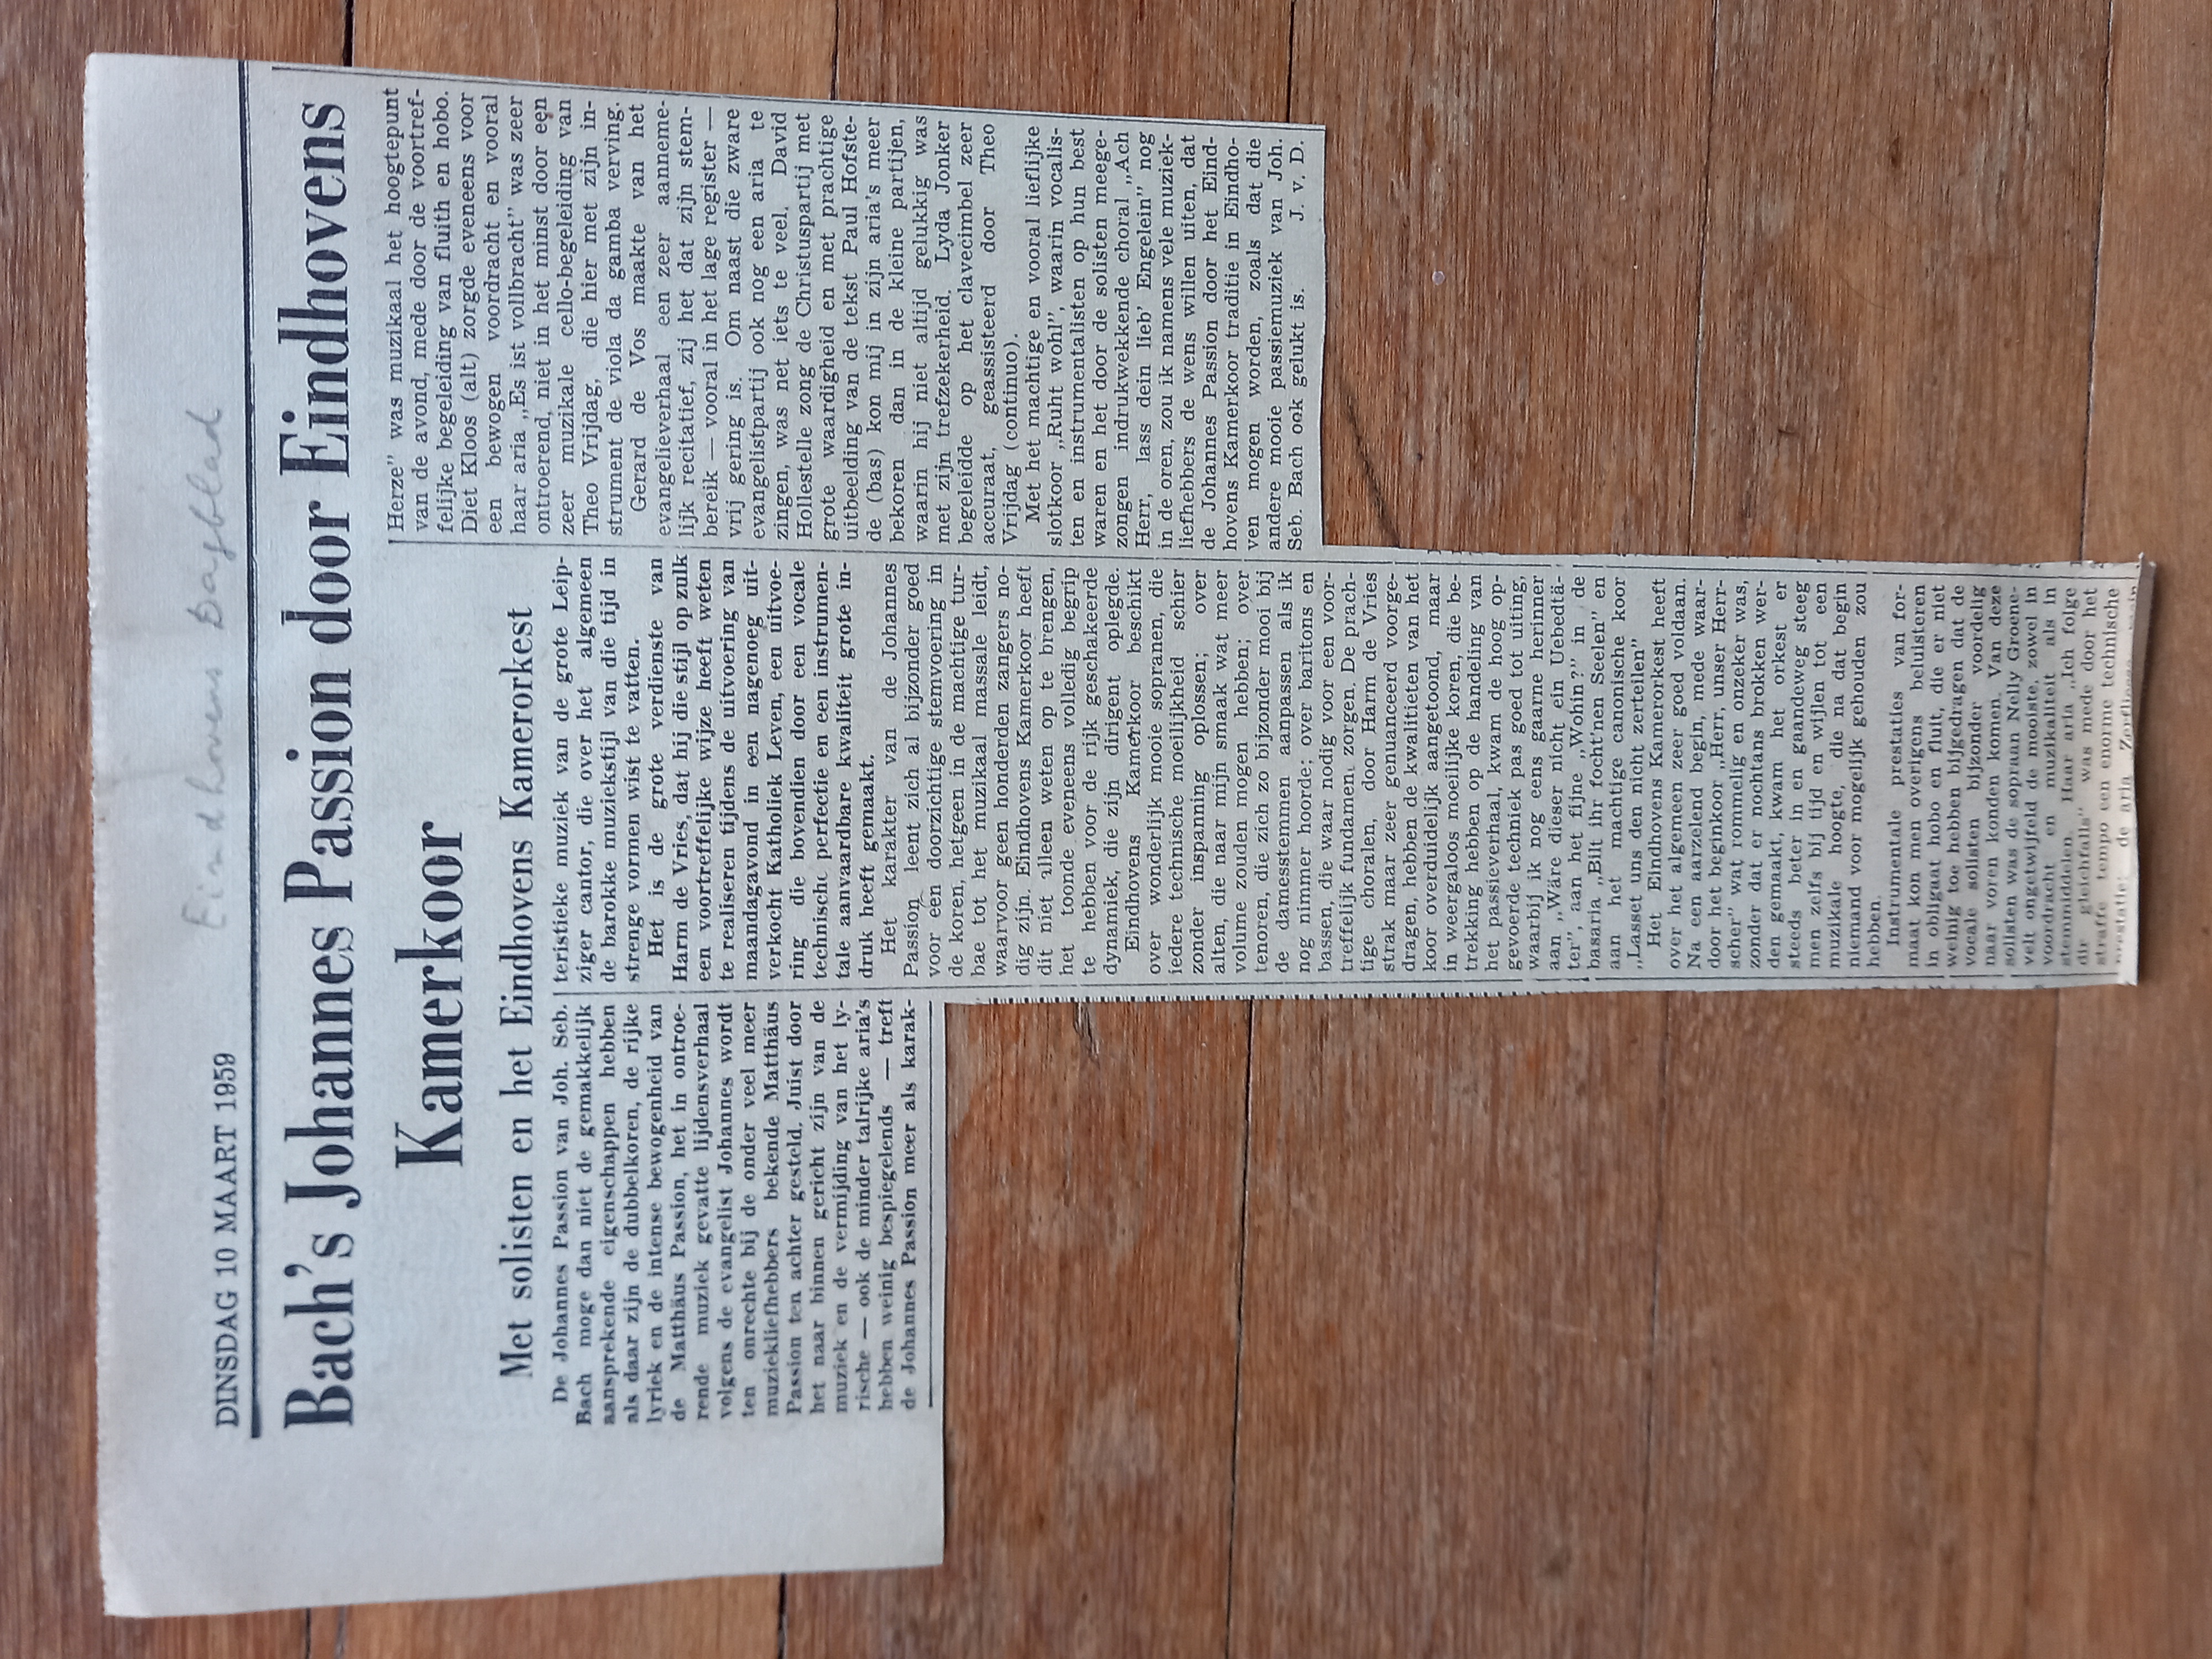 Eindhovens Dagblad
DINSDAG 10 MAART 1959
Bach's Johannes Passion door Eindhovens
Kamerkoor
Met solisten en het Eindhovens Kamerorkest
De Johannes Passion van Joh. Seb.
Bach moge dan niet de gemakkelijk
aansprekende eigenschappen hebben
als daar zijn de dubbelkoren, de rijke
lyriek en de intense bewogenheid van
de Matthäus Passion, het in ontroe-
rende muziek gevatte lijdensverhaal
volgens de evangelist Johannes wordt
ten onrechte bij de onder veel meer
muziekliefhebbers bekende Matthäus
Passion ten achter gesteld. Juist door
het naar binnen gericht zijn van de
muziek en de vermijding van het ly-
rische — ook de minder talrijke aria's
hebben weinig bespiegelends — treft
de Johannes Passion meer als karak-
teristieke muziek van de grote Leip-
ziger cantor, die over het algemeen
de barokke muziekstijl van die tijd in
strenge vormen wist te vatten.
Het is de grote verdienste van
Harm de Vries, dat hij die stijl op zulk
een voortreffelijke wijze heeft weten
te realiseren tijdens de uitvoering van
maandagavond in een nagenoeg uit-
verkocht Katholiek Leven, een uitvoe-
ring die bovendien door een vocale
technische perfectie en een instrumen-
tale aanvaardbare kwaliteit grote in-
druk heeft gemaakt.
Het karakter van de Johannes
Passion leent zich al bijzonder goed
voor een doorzichtige stemvoering in
de koren, hetgeen in de machtige tur-
bae tot het muzikaal massale leidt,
waarvoor geen honderden zangers no-
dig zijn. Eindhovens Kamerkoor heeft
dit niet alleen weten op te brengen,
het toonde eveneens volledig begrip
te hebben voor de rijk geschakeerde
dynamiek, die zijn dirigent oplegde.
Eindhovens Kamerkoor beschikt
over wonderlijk mooie sopranen, die
iedere technische moeilijkheid schier
zonder inspanning oplossen; over
alten, die naar mijn smaak wat meer
volume zouden mogen hebben; over
tenoren, die zich zo bijzonder mooi bij
de damesstemmen aanpassen als ik
nog nimmer hoorde; over baritons en
bassen, die waar nodig voor een voor-
treffelijk fundament zorgen. De prach-
tige choralen, door Harm de Vries
strak maar zeer genuanceerd voorge-
dragen, hebben de kwalitieten van het
koor overduidelijk aangetoond, maar
in weergaloos moeilijke koren, die be-
trekking hebben op de handeling van
het passieverhaal, kwam de hoog op-
gevoerde techniek pas goed tot uiting,
waarbij ik nog eens gaarne herinner
aan „Wäre dieser nicht ein Uebedtä-
ter”, aan het fijne „Wohin?” in de
basaria „Bilt ihr focht'nen Seelen” en
aan het machtige canonische koor
„Lasset uns den nicht zerteilen”
Het Eindhovens Kamerorkest heeft
over het algemeen zeer goed voldaan.
Na een aarzelend begin, mede waar-
door het beginkoor „Herr, unser Herr-
scher” wat rommelig en onzeker was,
zonder dat er nochtans brokken wer-
den gemaakt, kwam het orkest er
steeds beter in en gandeweg steeg
men zelfs bij tijd en wijlen tot een
muzikale hoogte, die na dat begin
niemand voor mogelijk gehouden zou
hebben.
Instrumentale prestaties van for-
maat kon men overigens beluisteren
in obligaat hobo en fluit, die er niet
weinig toe hebben bijgedragen dat de
vocale solisten bijzonder voordelig
naar voren konden komen. Van deze
solisten was de sopraan Nelly Groene-
velt ongetwijfeld de mooiste, zowel in
voordracht en muzikaliteit als in
stemmiddelen. Haar aria „Ich folge
dir gleichfalls” was mede door het
straffe tempo een enorme technische
prestatie; de aria
Herze” was muzikaal het hoogtepunt
van de avond, mede door de voortref-
felijke begeleiding van fluith en hobo.
Diet Kloos (alt) zorgde eveneens voor
een bewogen voordracht en vooral
haar aria „Es ist vollbracht” was zeer
ontroerend, niet in het minst door een
zeer muzikale cello-begeleiding van
Theo Vrijdag, die hier met zijn in-
strument de viola da gamba verving.
Gerard de Vos maakte van het
evangelieverhaal een zeer aanneme-
lijk recitatief, zij het dat zijn stem-
bereik — vooral in het lage register —
vrij gering is. Om naast die zware
evangelistpartij ook nog een aria te
zingen, was net iets te veel. David
Hollestelle zong de Christuspartij met
grote waardigheid en met prachtige
uitbeelding van de tekst Paul Hofste-
de (bas) kon mij in zijn aria's meer
bekoren dan in de kleine partijen,
waarin hij niet altijd gelukkig was
met zijn trefzekerheid. Lyda Jonker
begeleidde op het clavecimbel zeer
accuraat, geassisteerd door Theo
Vrijdag (continuo).
Met het machtige en vooral lieflijke
slotkoor „Ruht wohl”, waarin vocalis-
ten en instrumentalisten op hun best
waren en het door de solisten meege-
zongen indrukwekkende choral „Ach
Herr, lass dein lieb' Engelein” nog
in de oren, zou ik namens vele muziek-
liefhebbers de wens willen uiten, dat
de Johannes Passion door het Eind-
hovens Kamerkoor traditie in Eindho-
ven mogen worden, zoals dat die
andere mooie passiemuziek van Joh.
Seb. Bach ook gelukt is. J. v. D.